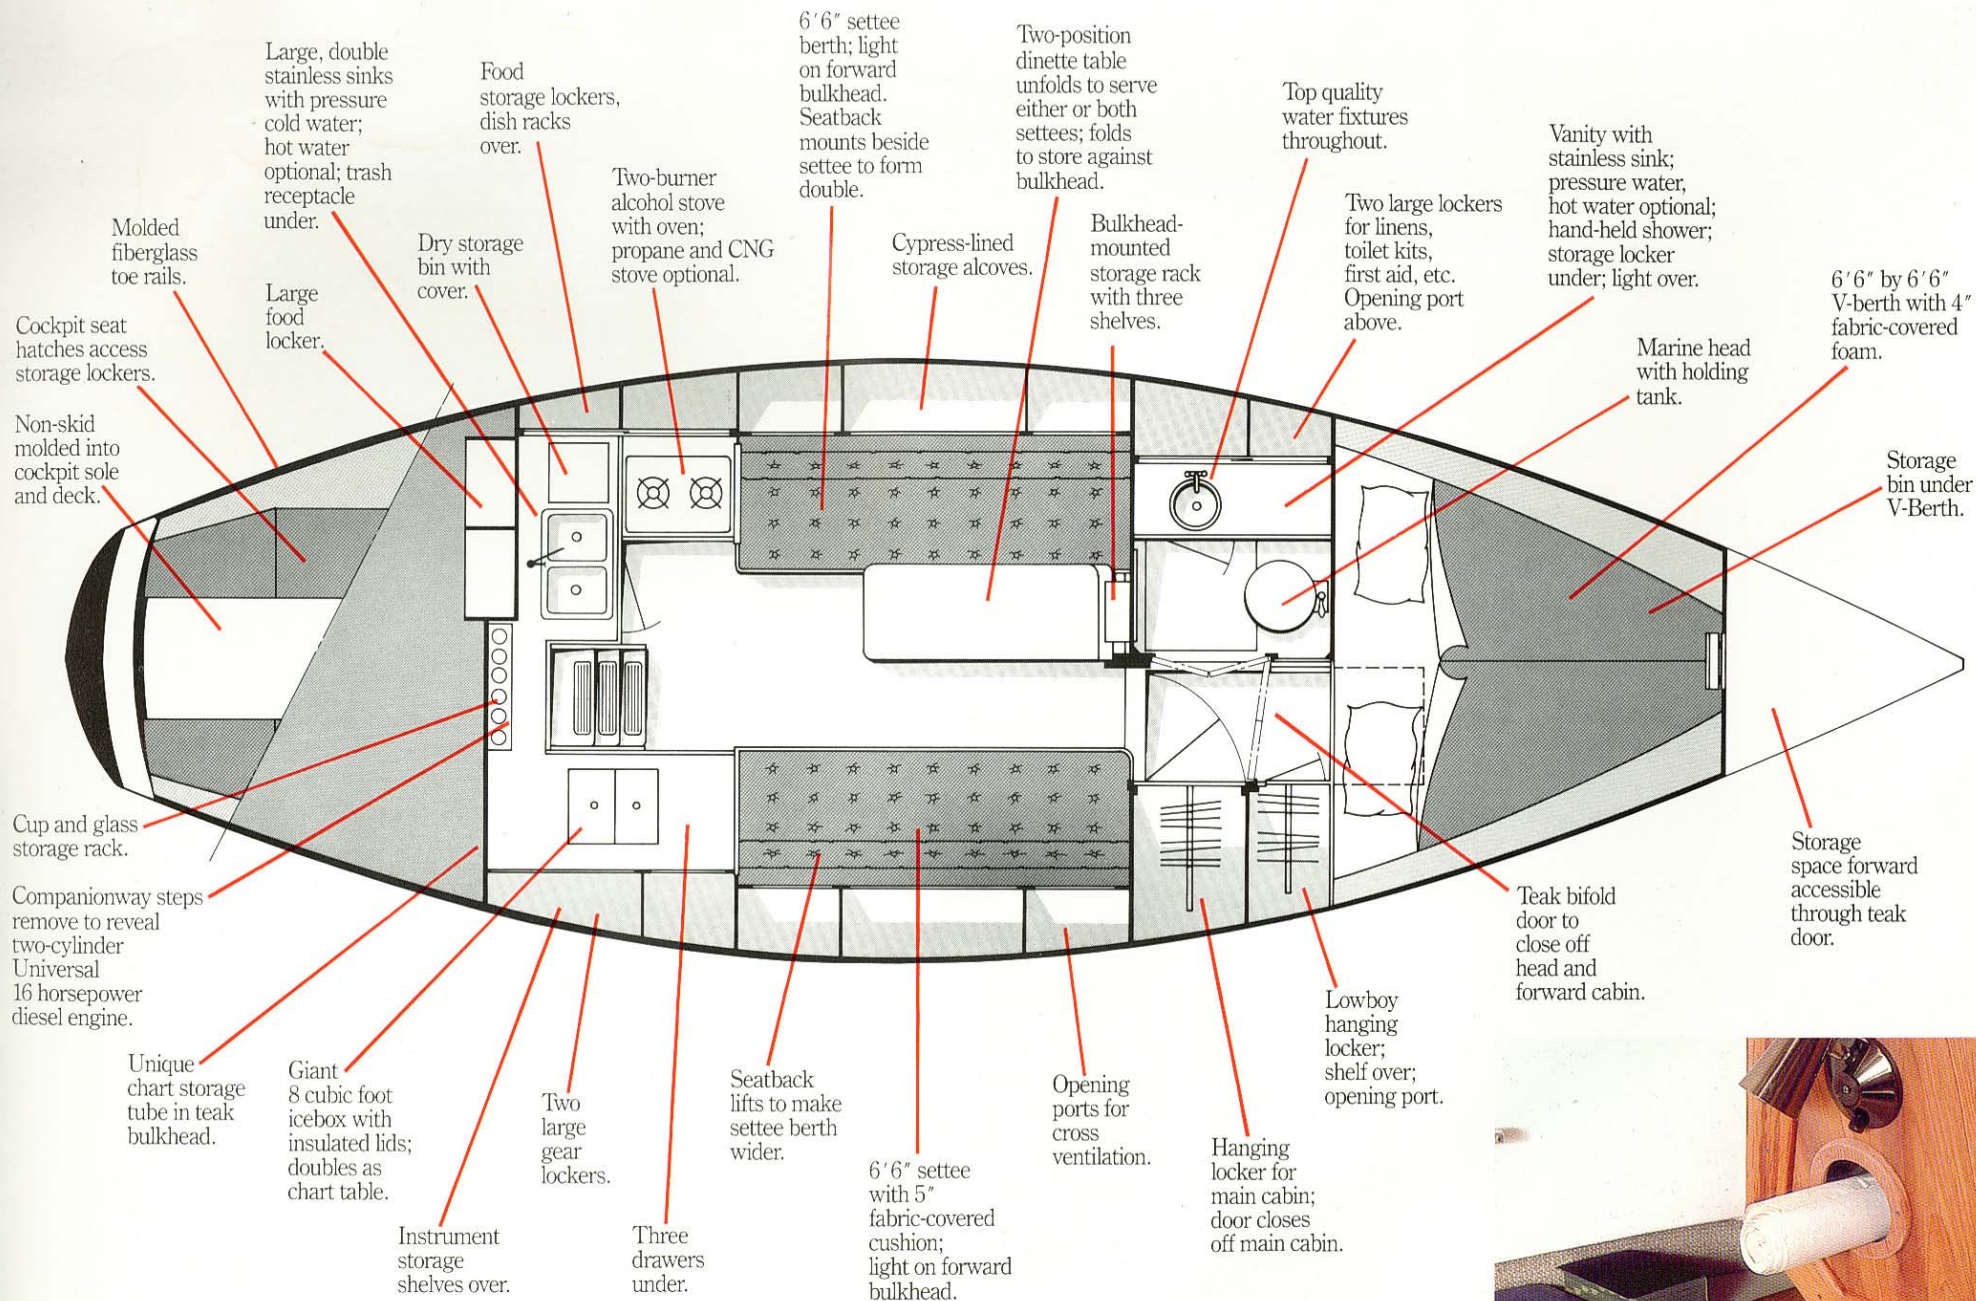 Large, double
stainless sinks
with pressure
cold water;
hot water
optional; trash
receptacle
under.
Food
storage lockers,
dish racks
over.
6′6″ settee
berth; light
on forward
bulkhead.
Seatback
mounts beside
settee to form
double.
Two-position
dinette table
unfolds to serve
either or both
settees; folds
to store against
bulkhead.
Top quality
water fixtures
throughout.
Vanity with
stainless sink;
pressure water,
hot water optional;
hand-held shower;
storage locker
under; light over.
Molded
fiberglass
toe rails.
Large
food
locker.
Dry storage
bin with
cover.
Two-burner
alcohol stove
with oven;
propane and CNG
stove optional.
Cypress-lined
storage alcoves.
Bulkhead-
mounted
storage rack
with three
shelves.
Two large lockers
for linens,
toilet kits,
first aid, etc.
Opening port
above.
6′6″ by 6′6″
V-berth with 4″
fabric-covered
foam.
Cockpit seat
hatches access
storage lockers.
Marine head
with holding
tank.
Non-skid
molded into
cockpit sole
and deck.
Storage
bin under
V-Berth.
Cup and glass
storage rack.
Companionway steps
remove to reveal
two-cylinder
Universal
16 horsepower
diesel engine.
Unique
chart storage
tube in teak
bulkhead.
Giant
8 cubic foot
icebox with
insulated lids;
doubles as
chart table.
Instrument
storage
shelves over.
Two
large
gear
lockers.
Three
drawers
under.
Seatback
lifts to make
settee berth
wider.
6′6″ settee
with 5″
fabric-covered
cushion;
light on forward
bulkhead.
Opening
ports for
cross
ventilation.
Hanging
locker for
main cabin;
door closes
off main cabin.
Lowboy
hanging
locker;
shelf over;
opening port.
Teak bifold
door to
close off
head and
forward cabin.
Storage
space forward
accessible
through teak
door.